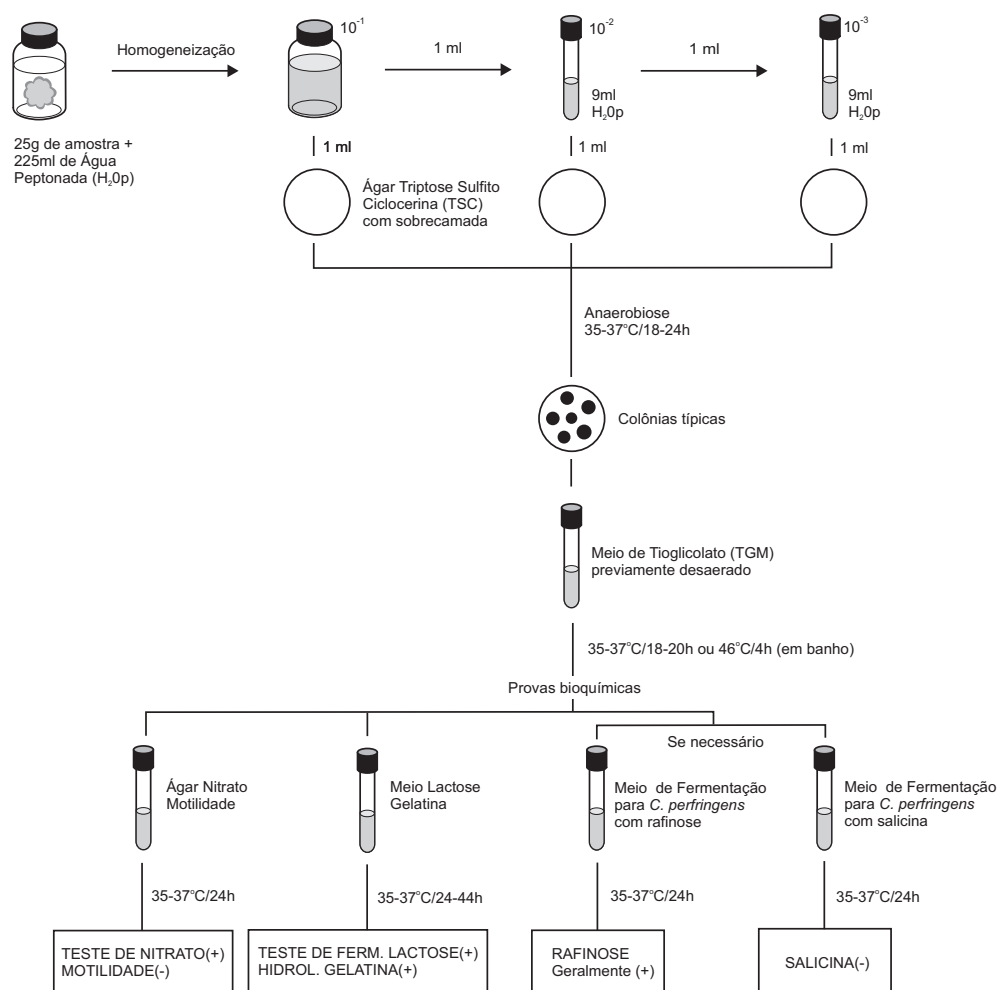 10-1
10-2
10-3
Homogeneização
1 ml
1 ml
9ml
H20p
9ml
H20p
25g de amostra +
225ml de Água
Peptonada (H20p)
1 ml
1 ml
1 ml
Ágar Triptose Sulfito
Ciclocerina (TSC)
com sobrecamada
Anaerobiose
35-37°C/18-24h
Colônias típicas
Meio de Tioglicolato (TGM)
previamente desaerado
35-37°C/18-20h ou 46°C/4h (em banho)
Provas bioquímicas
Se necessário
Ágar Nitrato
Motilidade
Meio Lactose
Gelatina
Meio de Fermentação
para C. perfringens
com rafinose
Meio de Fermentação
para C. perfringens
com salicina
35-37°C/24h
35-37°C/24-44h
35-37°C/24h
35-37°C/24h
TESTE DE NITRATO(+)
MOTILIDADE(-)
TESTE DE FERM. LACTOSE(+)
HIDROL. GELATINA(+)
RAFINOSE
Geralmente (+)
SALICINA(-)